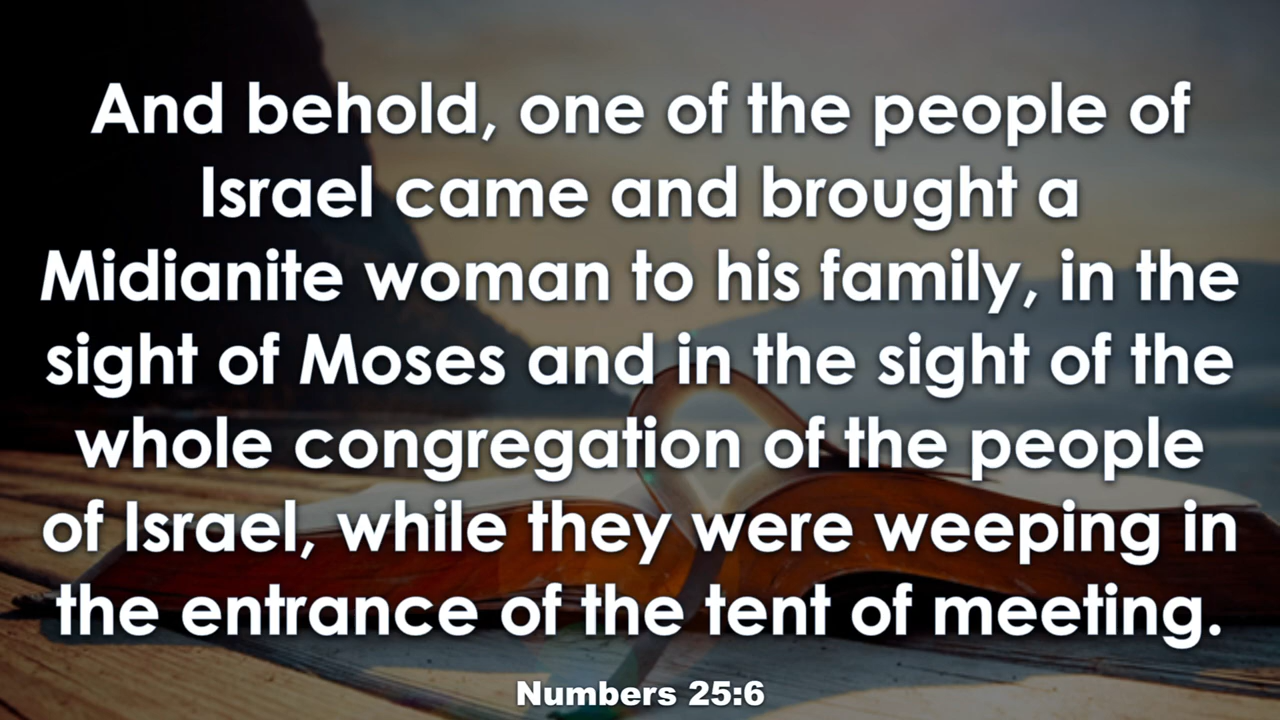 And behold, one of the people of
Israel came and brought a
Midianite woman to his family, in the
sight of Moses and in the sight of the
whole congregation of the people
of Israel, while they were weeping in
the entrance of the tent of meeting.
Numbers 25:6